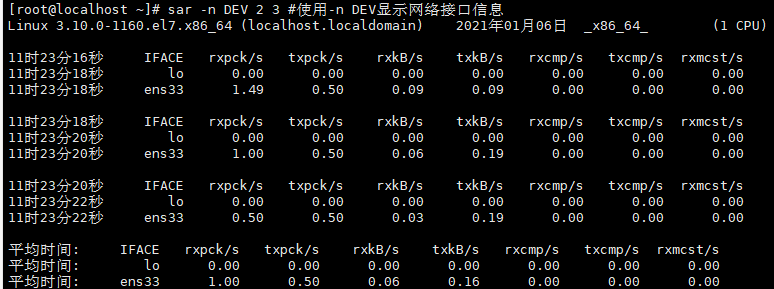 [root@localhost ~]# sar -n DEV 2 3 #使用-n DEV显示网络接口信息
Linux 3.10.0-1160.el7.x86_64 (localhost.localdomain) 2021年01月06日 _x86_64_ (1 CPU)
11时23分16秒 IFACE rxpck/s txpck/s rxkB/s txkB/s rxcmp/s txcmp/s rxmcst/s
11时23分18秒 lo 0.00 0.00 0.00 0.00 0.00 0.00 0.00
11时23分18秒 ens33 1.49 0.50 0.09 0.09 0.00 0.00 0.00
11时23分18秒 IFACE rxpck/s txpck/s rxkB/s txkB/s rxcmp/s txcmp/s rxmcst/s
11时23分20秒 lo 0.00 0.00 0.00 0.00 0.00 0.00 0.00
11时23分20秒 ens33 1.00 0.50 0.06 0.19 0.00 0.00 0.00
11时23分20秒 IFACE rxpck/s txpck/s rxkB/s txkB/s rxcmp/s txcmp/s rxmcst/s
11时23分22秒 lo 0.00 0.00 0.00 0.00 0.00 0.00 0.00
11时23分22秒 ens33 0.50 0.50 0.03 0.19 0.00 0.00 0.00
平均时间: IFACE rxpck/s txpck/s rxkB/s txkB/s rxcmp/s txcmp/s rxmcst/s
平均时间: lo 0.00 0.00 0.00 0.00 0.00 0.00 0.00
平均时间: ens33 1.00 0.50 0.06 0.16 0.00 0.00 0.00